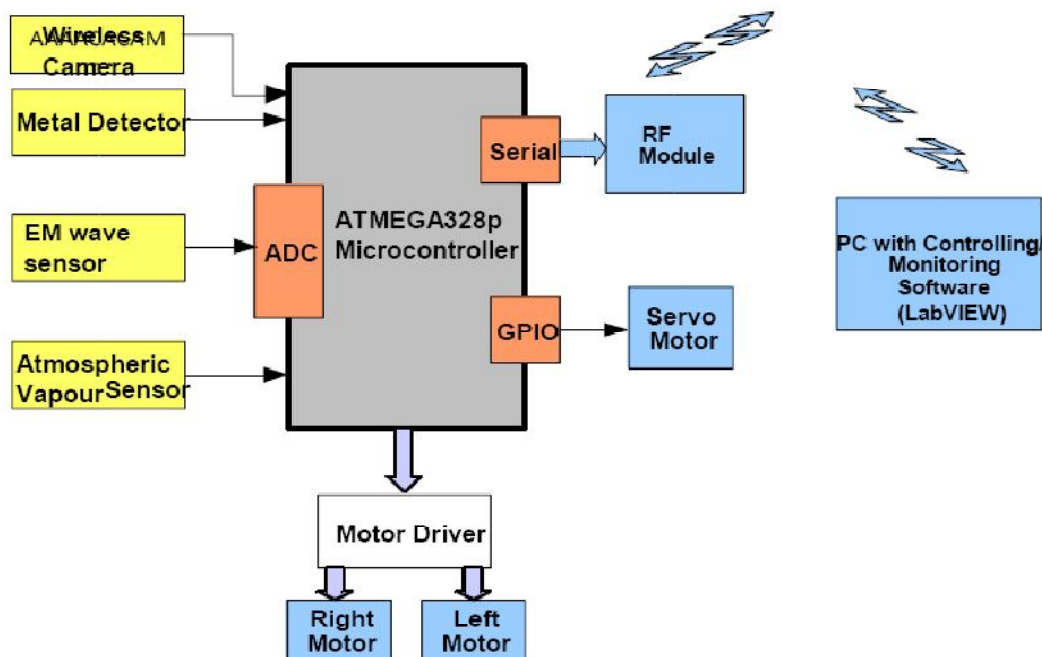 Wireless
Camera
Metal Detector
EM wave
sensor
Atmospheric
Vapour Sensor
ADC
ATMEGA328p
Microcontroller
Serial
GPIO
RF
Module
Servo
Motor
PC with Controlling/
Monitoring
Software
(LabVIEW)
Motor Driver
Right
Motor
Left
Motor